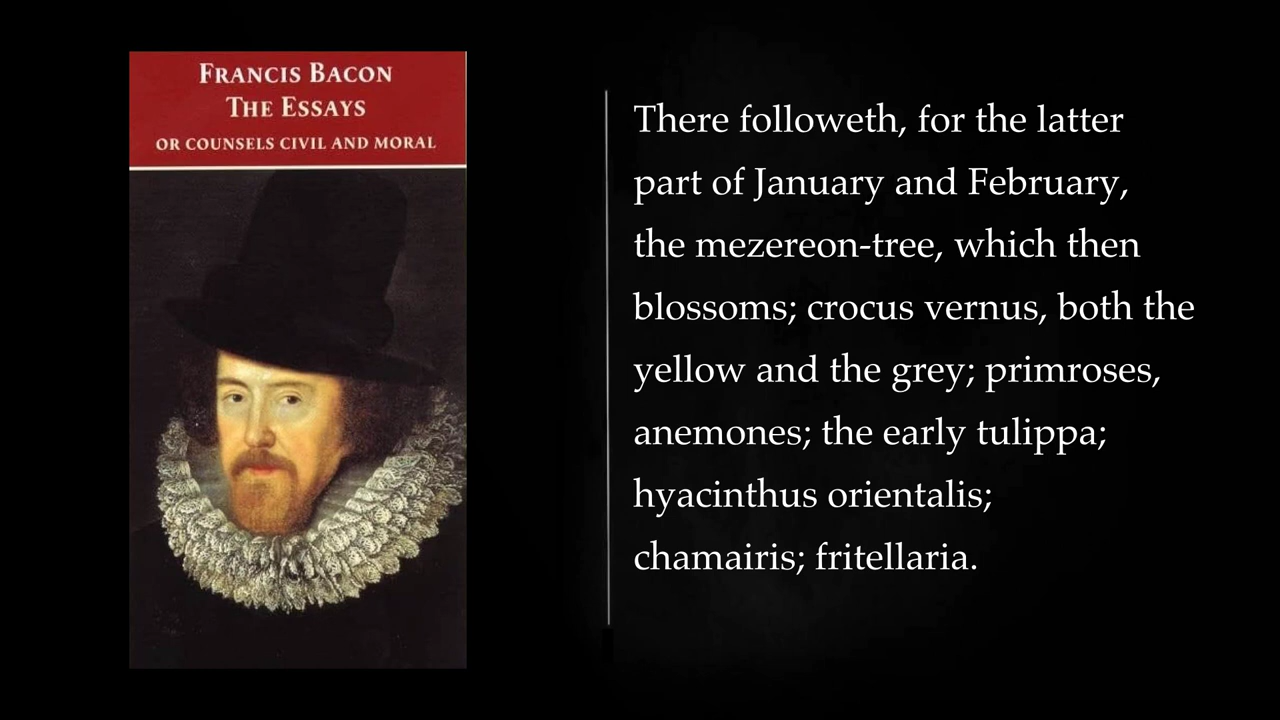 FRANCIS BACON
THE ESSAYS
OR COUNSELS CIVIL AND MORAL
There followeth, for the latter
part of January and February,
the mezereon-tree, which then
blossoms; crocus vernus, both the
yellow and the grey; primroses,
anemones; the early tulippa;
hyacinthus orientalis;
chamairis; fritellaria.